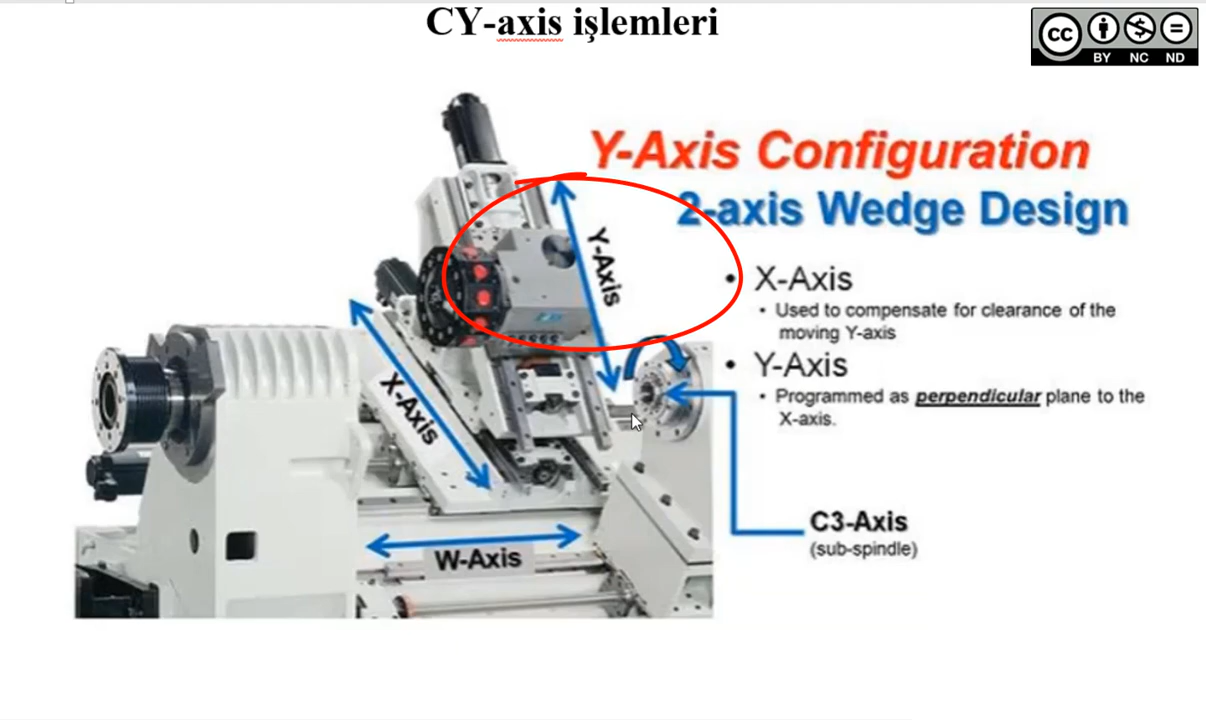 CY-axis işlemleri
cc
BY NC ND
Y-Axis Configuration
2-axis Wedge Design
Y-Axis
• X-Axis
• Used to compensate for clearance of the
moving Y-axis
• Y-Axis
• Programmed as perpendicular plane to the
X-axis.
X-Axis
C3-Axis
(sub-spindle)
W-Axis